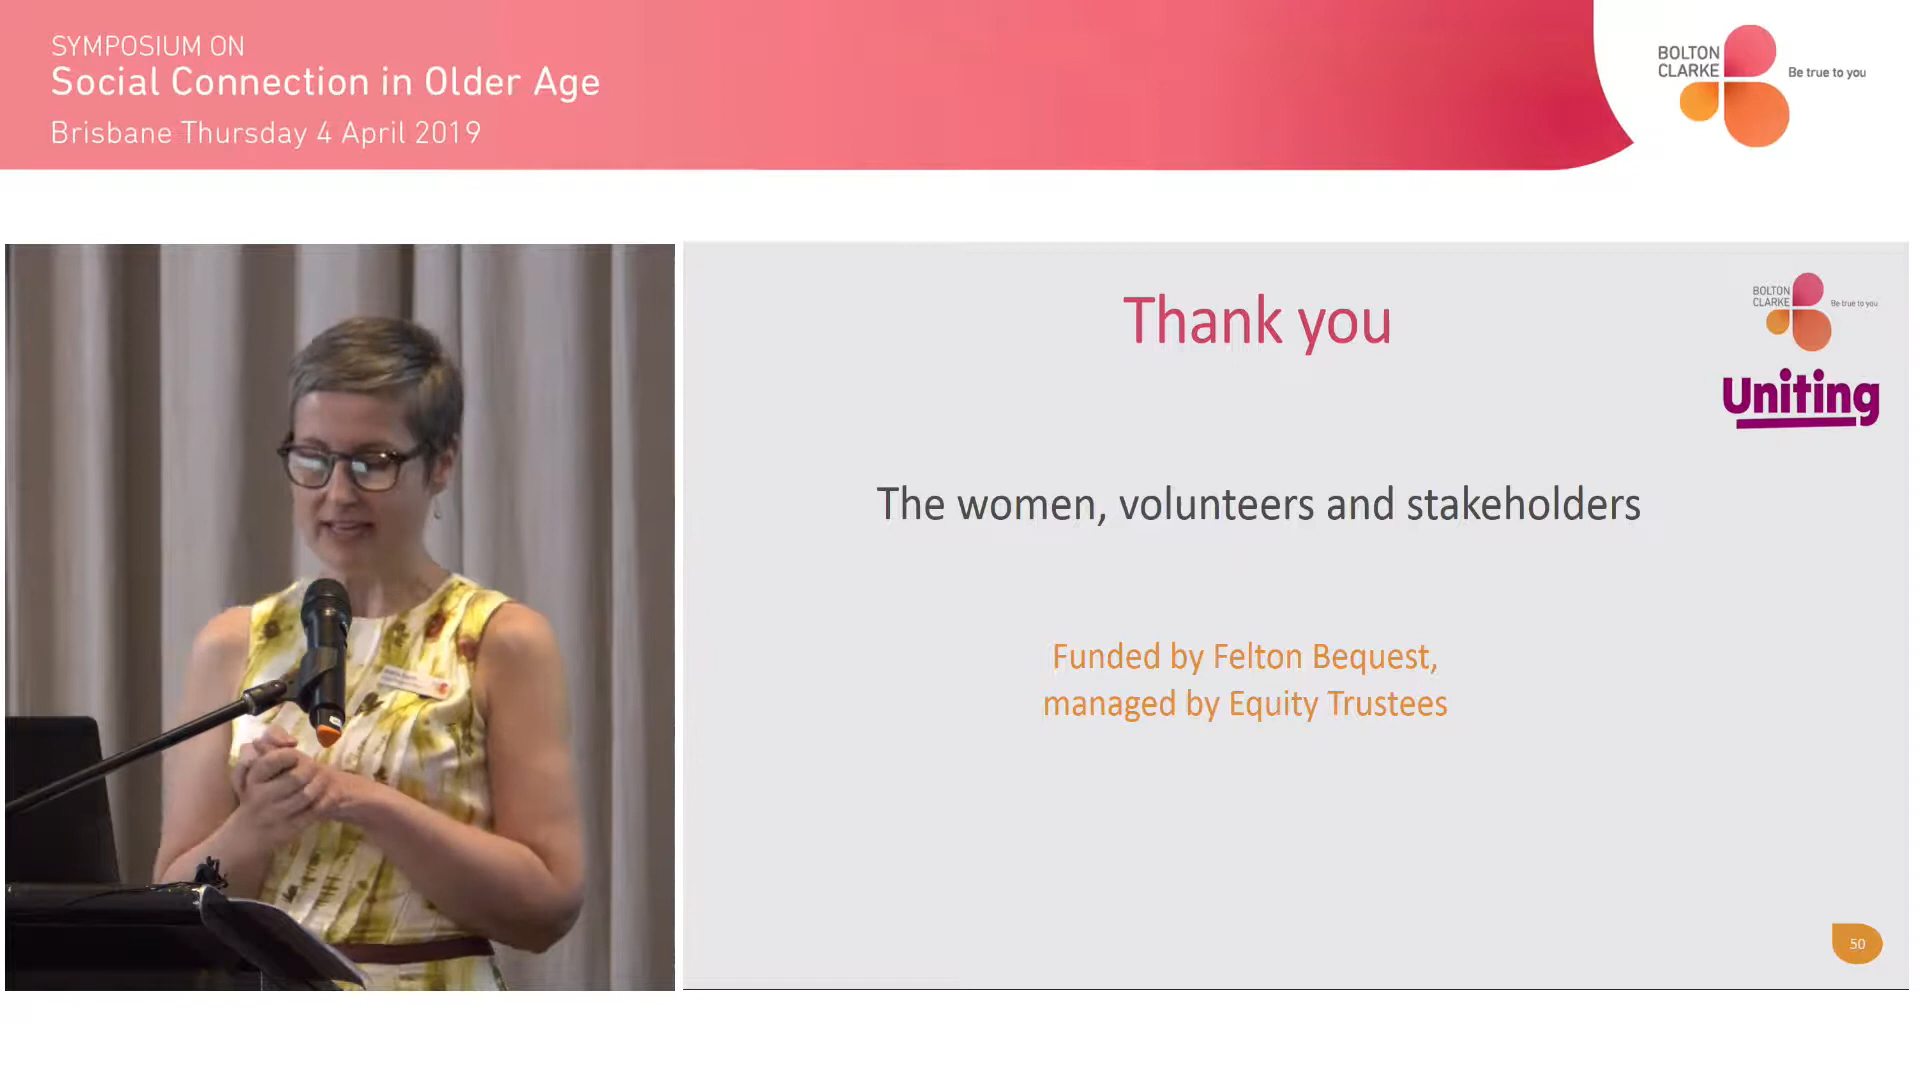 SYMPOSIUM ON
Social Connection in Older Age
Brisbane Thursday 4 April 2019
BOLTON
CLARKE
Be true to you
Thank you
BOLTON
CLARKE
Be true to you
Uniting
The women, volunteers and stakeholders
Funded by Felton Bequest,
managed by Equity Trustees
50